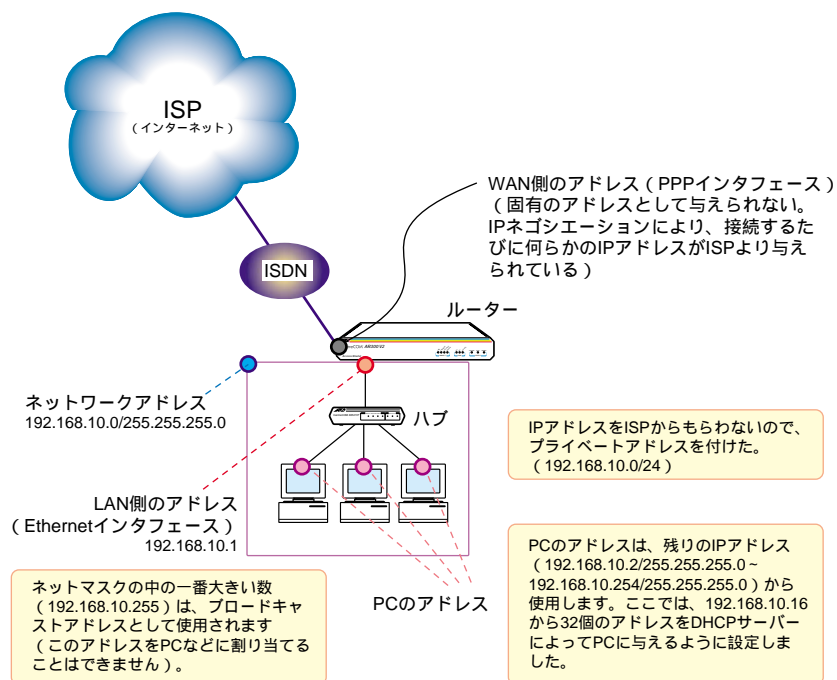 ISP
（インターネット）
WAN側のアドレス（PPPインタフェース）
（固有のアドレスとして与えられない。
IPネゴシエーションにより、接続するた
びに何らかのIPアドレスがISPより与え
られている）
ISDN
ルーター
ネットワークアドレス
192.168.10.0/255.255.255.0
ハブ
IPアドレスをISPからもらわないので、
プライベートアドレスを付けた。
（192.168.10.0/24）
LAN側のアドレス
（Ethernetインタフェース）
192.168.10.1
PCのアドレスは、残りのIPアドレス
（192.168.10.2/255.255.255.0～
192.168.10.254/255.255.255.0）から
使用します。ここでは、192.168.10.16
から32個のアドレスをDHCPサーバー
によってPCに与えるように設定しま
した。
PCのアドレス
ネットマスクの中の一番大きい数
（192.168.10.255）は、ブロードキャ
ストアドレスとして使用されます
（このアドレスをPCなどに割り当てる
ことはできません）。